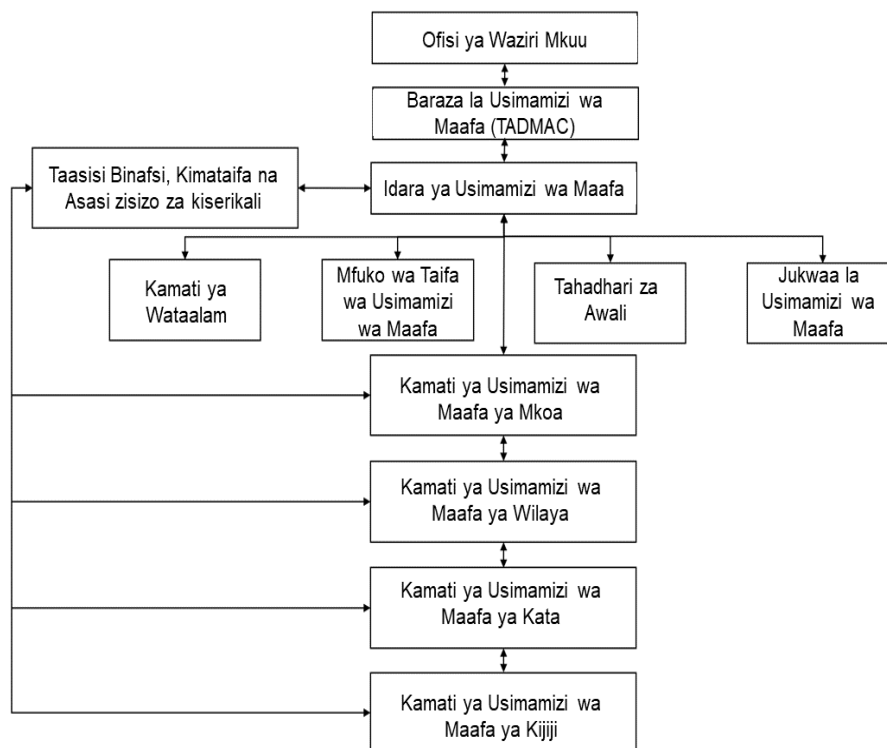 Ofisi ya Waziri Mkuu
Baraza la Usimamizi wa
Maafa (TADMAC)
Taasisi Binafsi, Kimataifa na
Asasi zisizo za kiserikali
Idara ya Usimamizi wa Maafa
Kamati ya
Wataalam
Mfuko wa Taifa
wa Usimamizi
wa Maafa
Tahadhari za
Awali
Jukwaa la
Usimamizi wa
Maafa
Kamati ya Usimamizi wa
Maafa ya Mkoa
Kamati ya Usimamizi wa
Maafa ya Wilaya
Kamati ya Usimamizi wa
Maafa ya Kata
Kamati ya Usimamizi wa
Maafa ya Kijiji